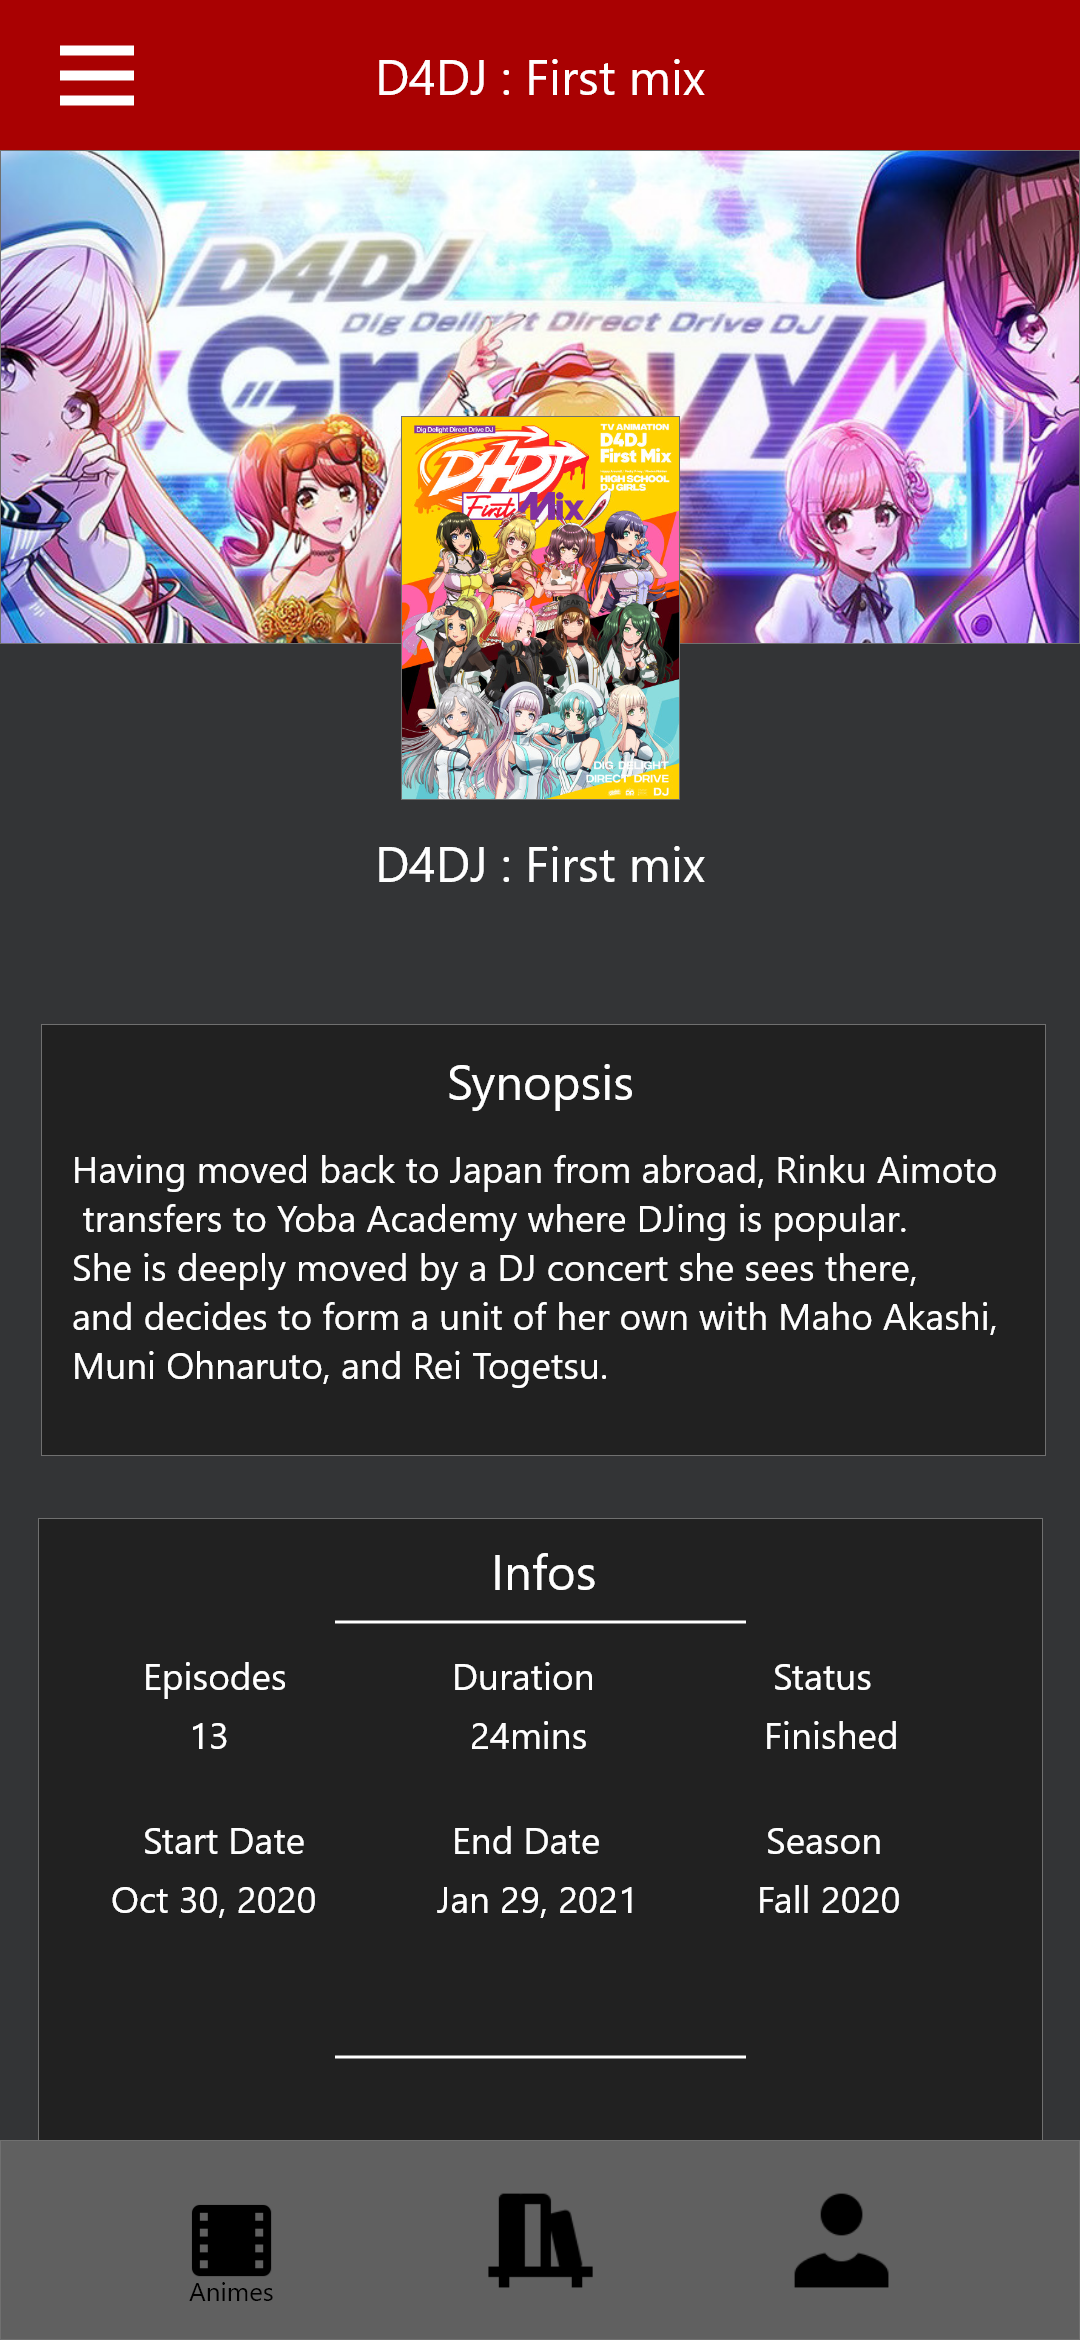 D4DJ : First mix
D4DJ
Dig Delight Direct Drive DJ
Dig Delight Direct Drive DJ
D4DJ
First Mix
TV ANIMATION
D4DJ
First Mix
HIGH SCHOOL
DJ GIRLS
DIG DELIGHT
DIRECT DRIVE
DJ
D4DJ : First mix
Synopsis
Having moved back to Japan from abroad, Rinku Aimoto
transfers to Yoba Academy where DJing is popular.
She is deeply moved by a DJ concert she sees there,
and decides to form a unit of her own with Maho Akashi,
Muni Ohnaruto, and Rei Togetsu.
Infos
Episodes Duration Status
13 24mins Finished
Start Date End Date Season
Oct 30, 2020 Jan 29, 2021 Fall 2020
Animes